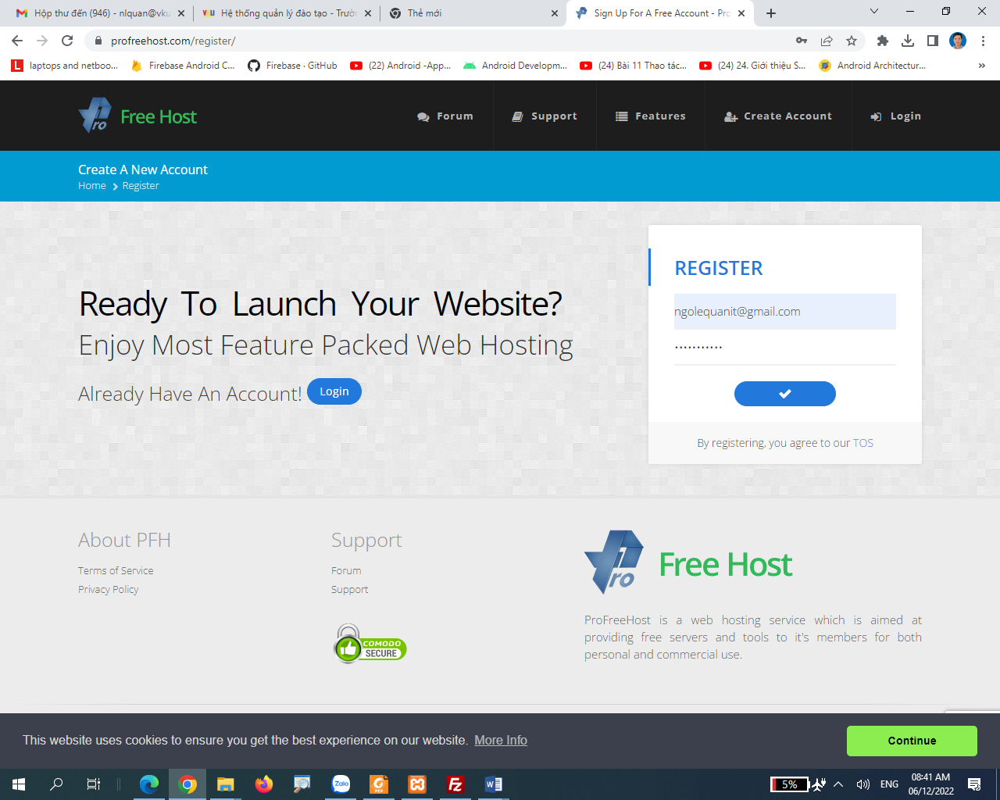 Hộp thư đến (946) - nlquan@vku
Hệ thống quản lý đào tạo - Trườn
Thẻ mới
Sign Up For A Free Account - Pro
profreehost.com/register/
laptops and netboo...
Firebase Android C...
Firebase · GitHub
(22) Android -App...
Android Developm...
(24) Bài 11 Thao tác...
(24) 24. Giới thiệu S...
Android Architectur...
»
Pro Free Host
Forum
Support
Features
Create Account
Login
Create A New Account
Home
Register
Ready To Launch Your Website?
Enjoy Most Feature Packed Web Hosting
Already Have An Account!
Login
REGISTER
ngolequanit@gmail.com
···········
By registering, you agree to our TOS
About PFH
Terms of Service
Privacy Policy
Support
Forum
Support
COMODO
SECURE
Pro Free Host
ProFreeHost is a web hosting service which is aimed at
providing free servers and tools to it's members for both
personal and commercial use.
This website uses cookies to ensure you get the best experience on our website. More Info
Continue
Zalo
PDF
5%
ENG
08:41 AM
06/12/2022